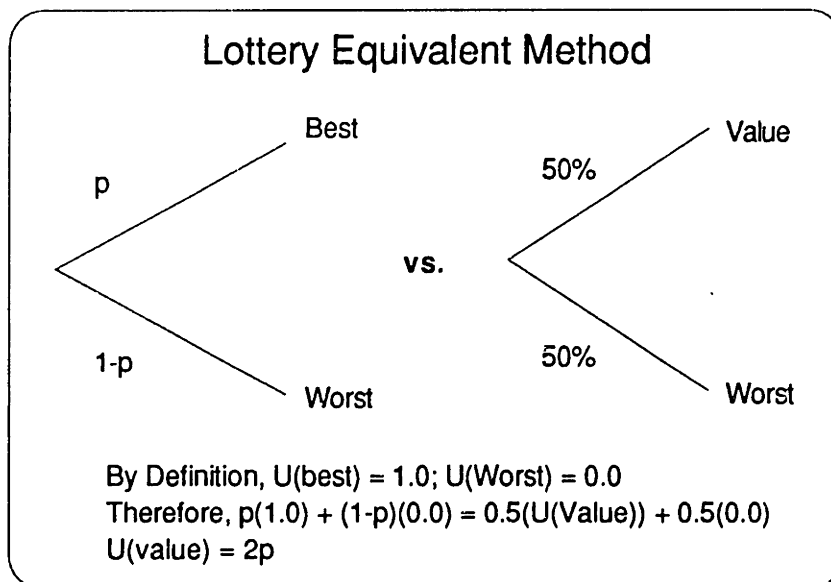 Lottery Equivalent Method
Best
Value
p
50%
vs.
1-p
50%
Worst
Worst
By Definition, U(best) = 1.0; U(Worst) = 0.0
Therefore, p(1.0) + (1-p)(0.0) = 0.5(U(Value)) + 0.5(0.0)
U(value) = 2p